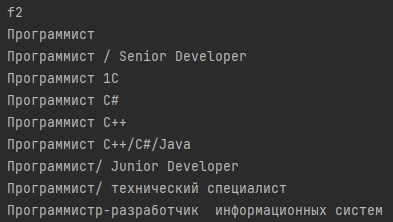 f2
Программист
Программист / Senior Developer
Программист 1C
Программист C#
Программист C++
Программист C++/C#/Java
Программист/ Junior Developer
Программист/ технический специалист
Программистр-разработчик  информационных систем